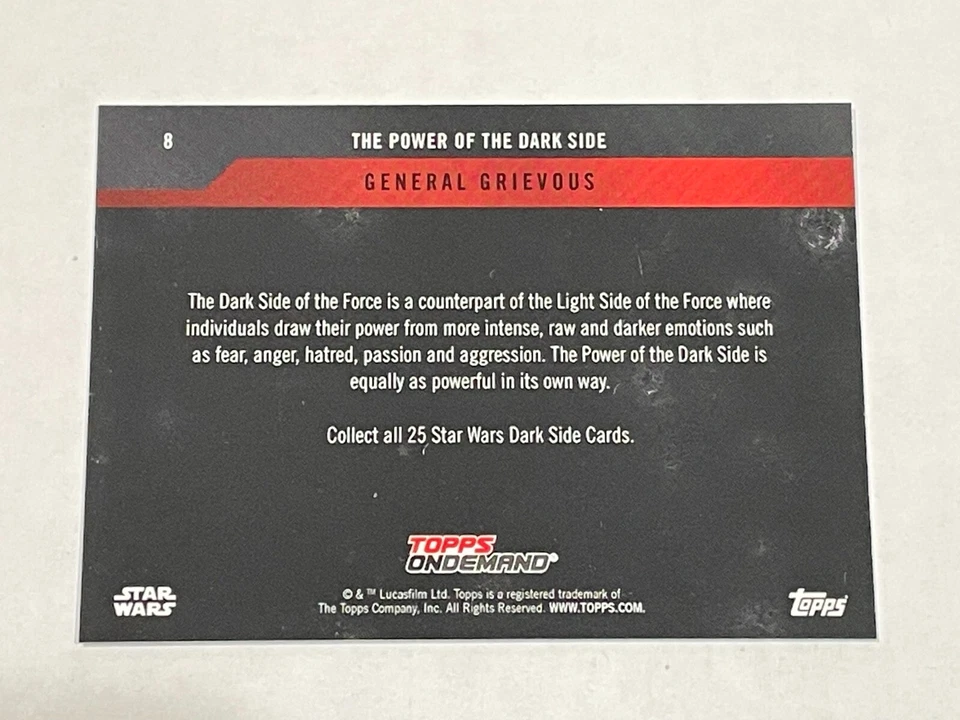 8
THE POWER OF THE DARK SIDE
GENERAL GRIEVOUS
The Dark Side of the Force is a counterpart of the Light Side of the Force where
individuals draw their power from more intense, raw and darker emotions such
as fear, anger, hatred, passion and aggression. The Power of the Dark Side is
equally as powerful in its own way.
Collect all 25 Star Wars Dark Side Cards.
TOPPS
ONDEMAND®
© & ™ Lucasfilm Ltd. Topps is a registered trademark of
The Topps Company, Inc. All Rights Reserved. WWW.TOPPS.COM.
STAR
WARS
Topps®